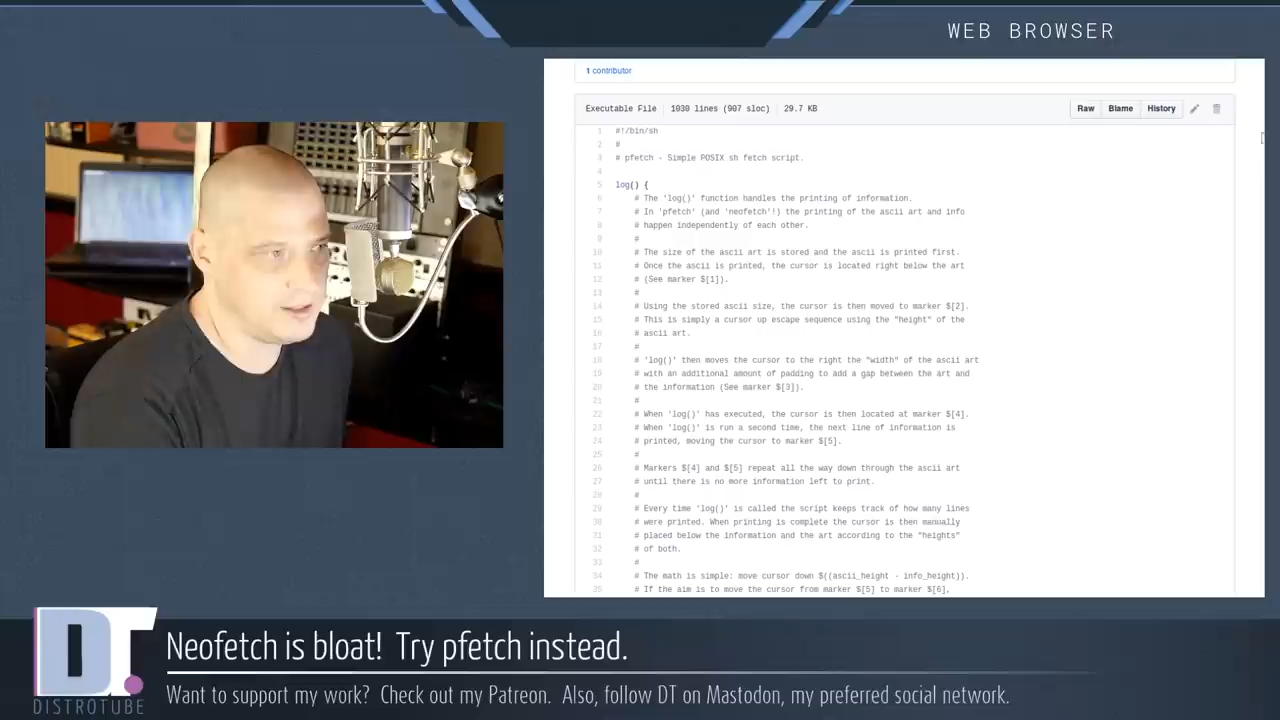 WEB BROWSER
1 contributor
Executable File | 1030 lines (907 sloc) | 29.7 KB
Raw Blame History
1 #!/bin/sh
2 #
3 # pfetch - Simple POSIX sh fetch script.
4
5 log() {
6 # The 'log()' function handles the printing of information.
7 # In 'pfetch' (and 'neofetch'!) the printing of the ascii art and info
8 # happen independently of each other.
9 #
10 # The size of the ascii art is stored and the ascii is printed first.
11 # Once the ascii is printed, the cursor is located right below the art
12 # (See marker $[1]).
13 #
14 # Using the stored ascii size, the cursor is then moved to marker $[2].
15 # This is simply a cursor up escape sequence using the "height" of the
16 # ascii art.
17 #
18 # 'log()' then moves the cursor to the right the "width" of the ascii art
19 # with an additional amount of padding to add a gap between the art and
20 # the information (See marker $[3]).
21 #
22 # When 'log()' has executed, the cursor is then located at marker $[4].
23 # When 'log()' is run a second time, the next line of information is
24 # printed, moving the cursor to marker $[5].
25 #
26 # Markers $[4] and $[5] repeat all the way down through the ascii art
27 # until there is no more information left to print.
28 #
29 # Every time 'log()' is called the script keeps track of how many lines
30 # were printed. When printing is complete the cursor is then manually
31 # placed below the information and the art according to the "heights"
32 # of both.
33 #
34 # The math is simple: move cursor down $((ascii_height - info_height)).
35 # If the aim is to move the cursor from marker $[5] to marker $[6],
DT
DISTROTUBE
Neofetch is bloat! Try pfetch instead.
Want to support my work? Check out my Patreon. Also, follow DT on Mastodon, my preferred social network.